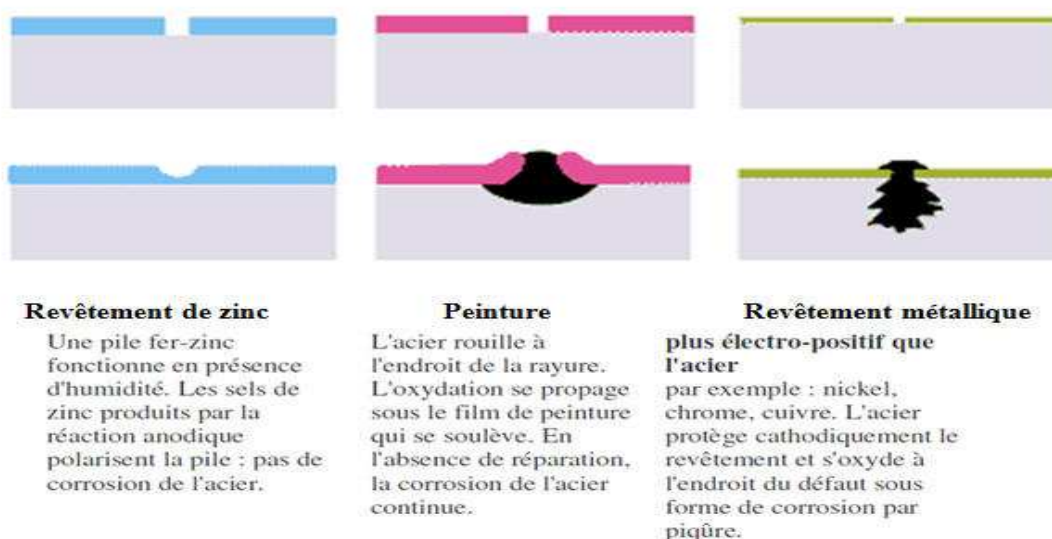 Revêtement de zinc
Une pile fer-zinc
fonctionne en présence
d'humidité. Les sels de
zinc produits par la
réaction anodique
polarisent la pile : pas de
corrosion de l'acier.
Peinture
L'acier rouille à
l'endroit de la rayure.
L'oxydation se propage
sous le film de peinture
qui se soulève. En
l'absence de réparation,
la corrosion de l'acier
continue.
Revêtement métallique
plus électro-positif que
l'acier
par exemple : nickel,
chrome, cuivre. L'acier
protège cathodiquement le
revêtement et s'oxyde à
l'endroit du défaut sous
forme de corrosion par
piqûre.